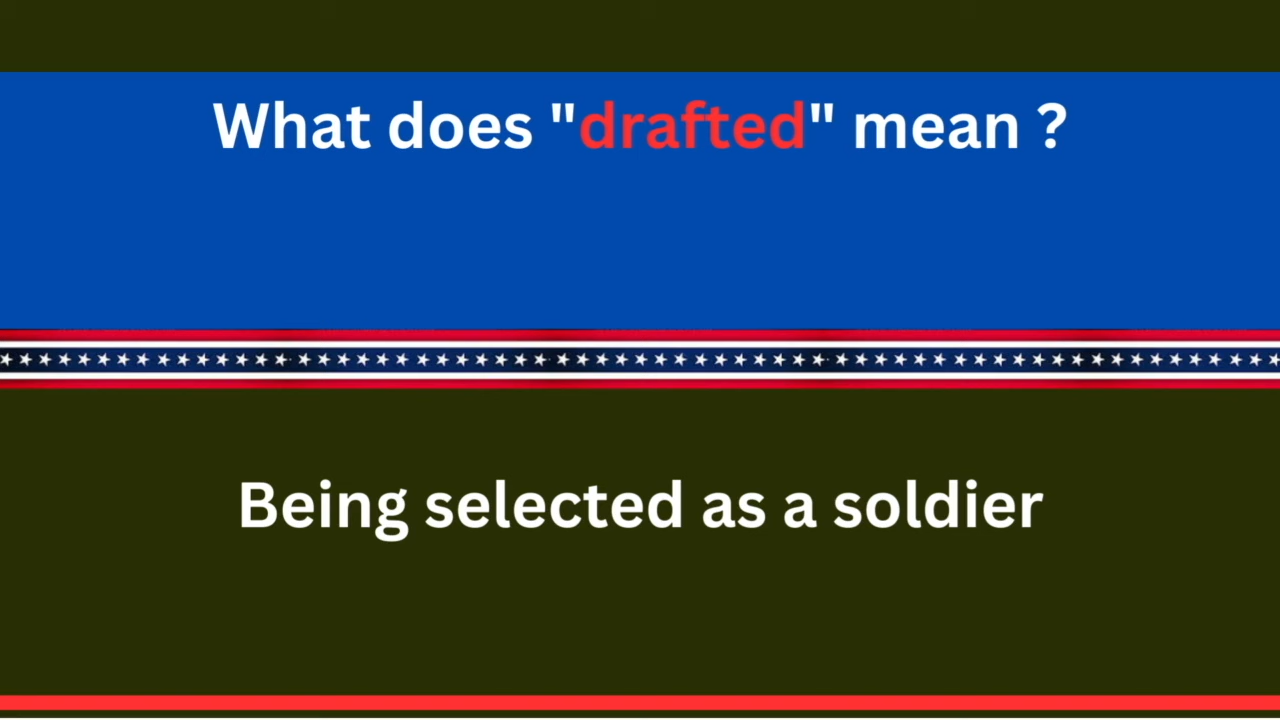 What does "drafted" mean ?
Being selected as a soldier